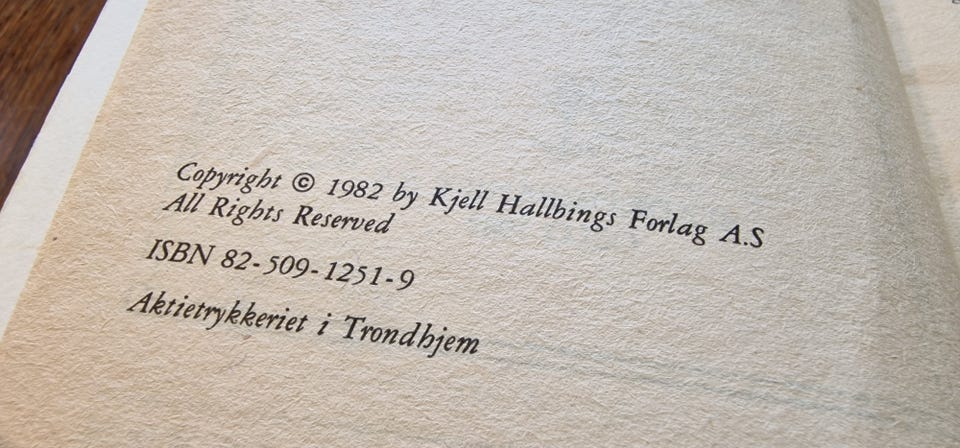 Copyright © 1982 by Kjell Hallbings Forlag A.S
All Rights Reserved
ISBN 82-509-1251-9
Aktietrykkeriet i Trondhjem